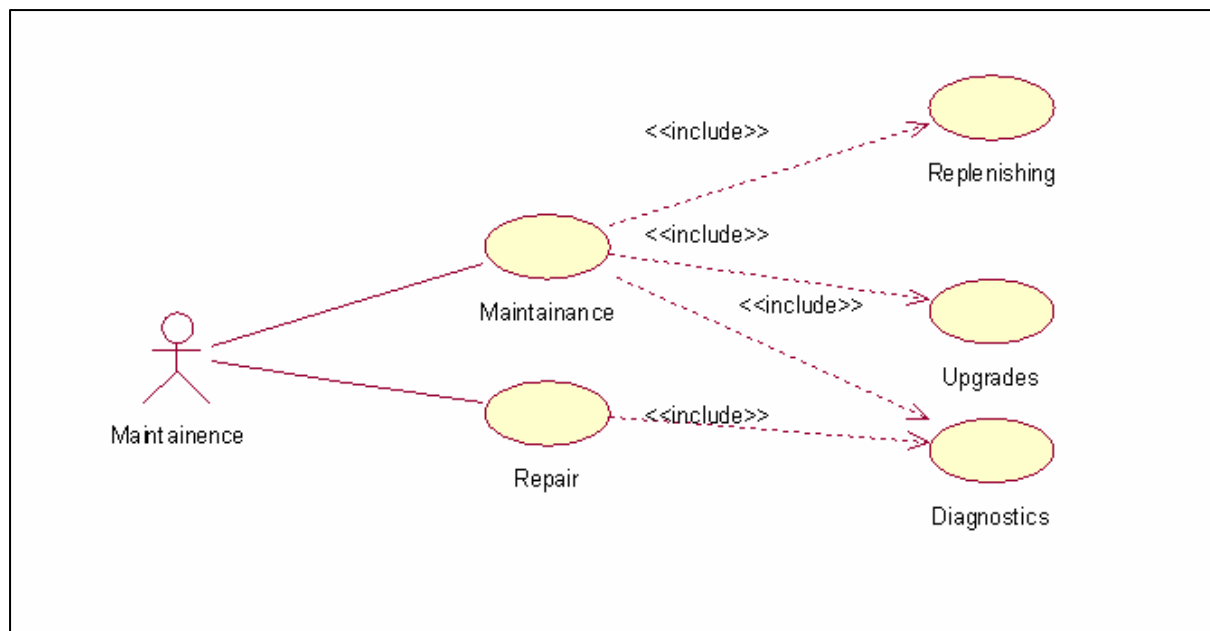 <<include>>
Replenishing
<<include>>
Maintainance
<<include>>
Upgrades
Maintainence
<<include>>
Repair
Diagnostics